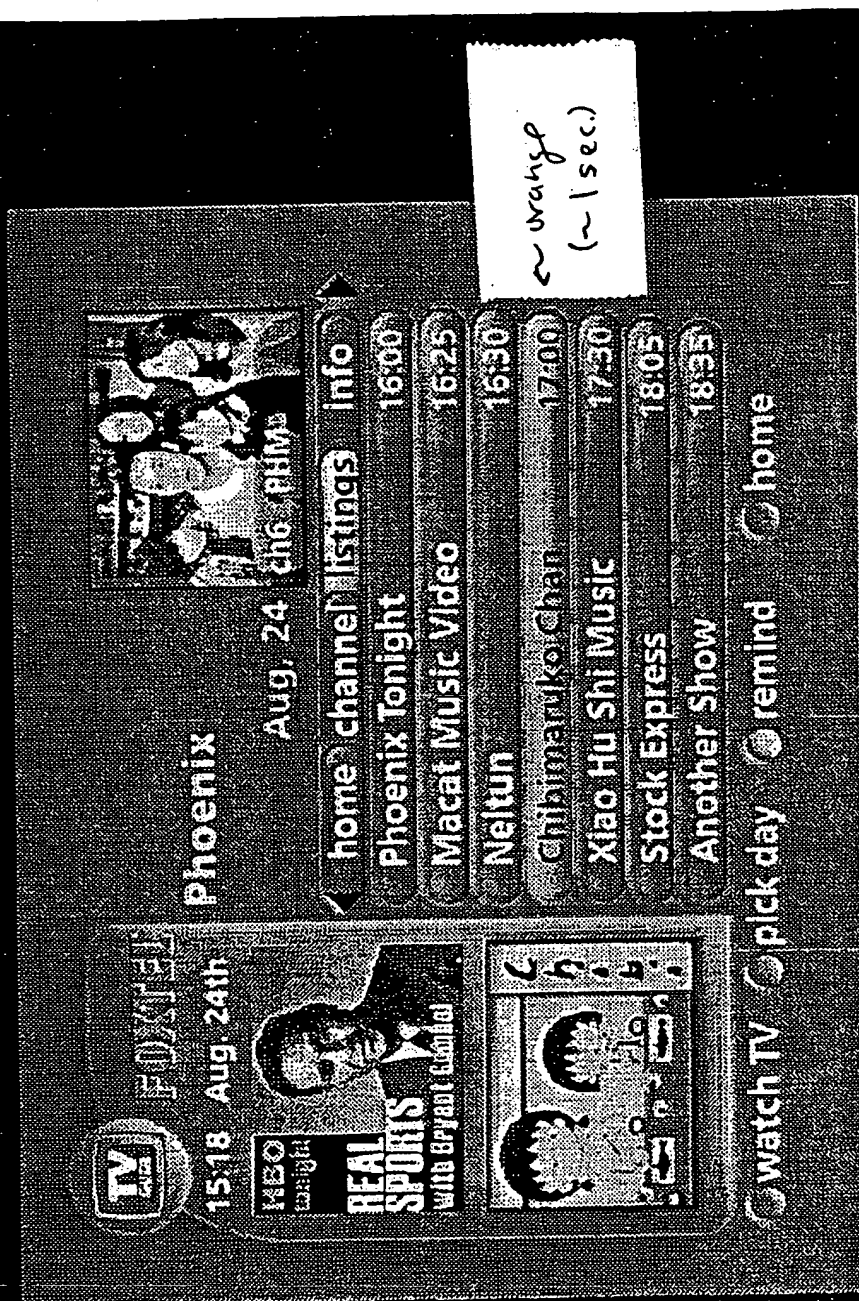 TV
FOXTEL
15:18 Aug. 24th
HBO
tonight
REAL
SPORTS
with Bryant Gumbel
Chibi
Phoenix
Aug. 24 ch6 PHM
home channel listings info
Phoenix Tonight 16:00
Macat Music Video 16:25
Neltun 16:30
Chibimaruko Chan 17:00
Xiao Hu Shi Music 17:30
Stock Express 18:05
Another Show 18:35
watch TV pick day remind home
~ orange
(~ 1 sec.)